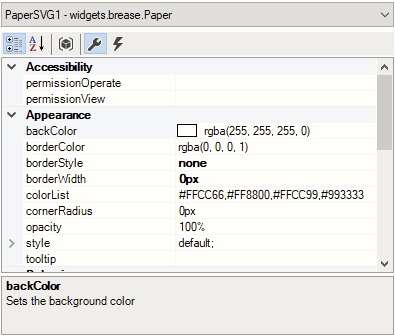 PaperSVG1 - widgets.brease.Paper
Accessibility
permissionOperate
permissionView
Appearance
backColor rgba(255, 255, 255, 0)
borderColor rgba(0, 0, 0, 1)
borderStyle none
borderWidth 0px
colorList #FFCC66,#FF8800,#FFCC99,#993333
cornerRadius 0px
opacity 100%
style default;
tooltip
backColor
Sets the background color